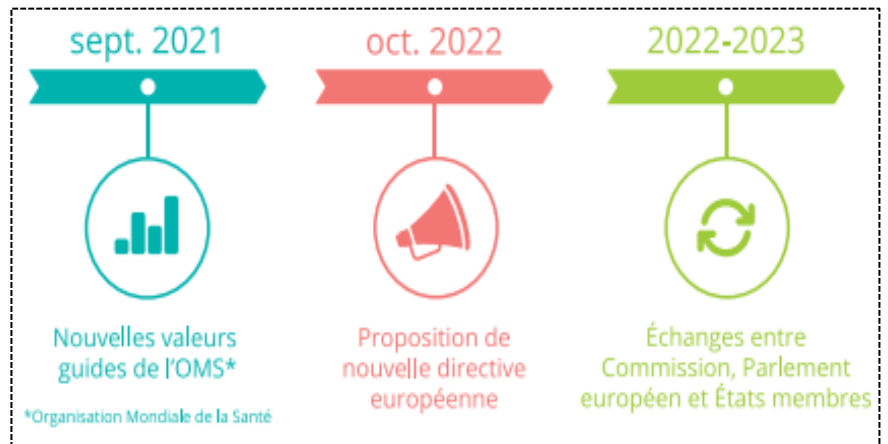 sept. 2021
oct. 2022
2022-2023
Nouvelles valeurs
guides de l'OMS*
*Organisation Mondiale de la Santé
Proposition de
nouvelle directive
européenne
Échanges entre
Commission, Parlement
européen et États membres